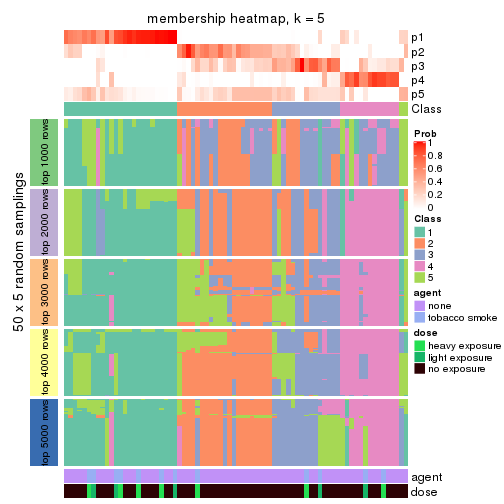 membership heatmap, k = 5
p1
p2
p3
p4
p5
Class
50 x 5 random samplings
top 1000 rows
top 2000 rows
top 3000 rows
top 4000 rows
top 5000 rows
agent
dose
Prob
1
0.8
0.6
0.4
0.2
0
Class
1
2
3
4
5
agent
none
tobacco smoke
dose
heavy exposure
light exposure
no exposure